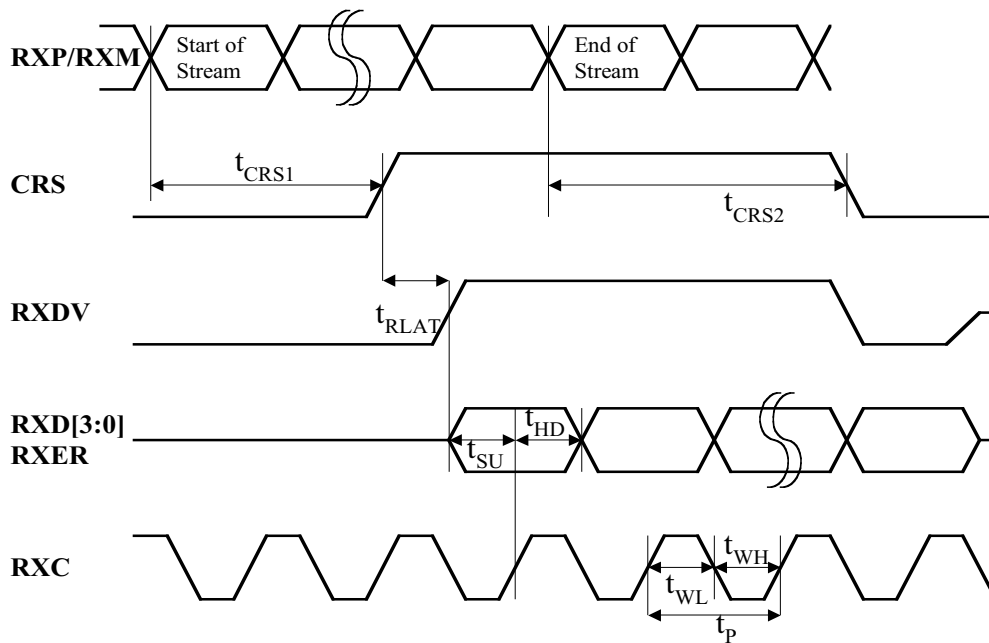 RXP/RXM
Start of
Stream
End of
Stream
CRS
tCRS1
tCRS2
RXDV
tRLAT
RXD[3:0]
RXER
tSU
tHD
RXC
tWL
tWH
tP